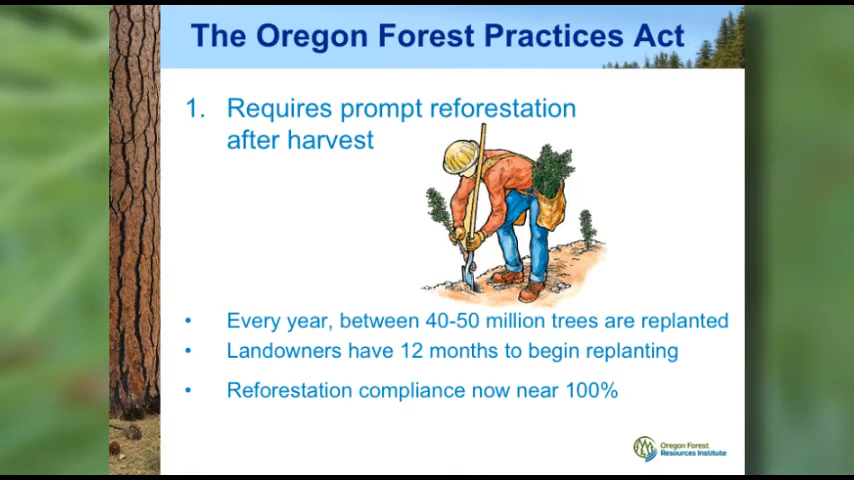 The Oregon Forest Practices Act
1. Requires prompt reforestation
after harvest
• Every year, between 40-50 million trees are replanted
• Landowners have 12 months to begin replanting
• Reforestation compliance now near 100%
Oregon Forest
Resources Institute